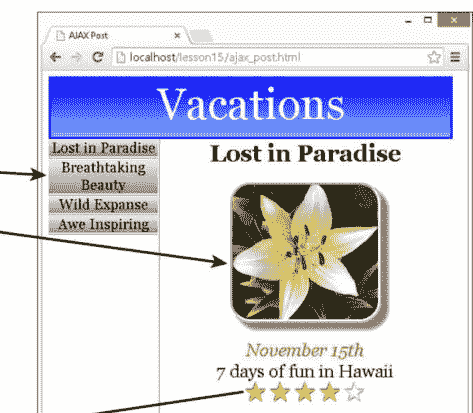 AJAX Post
localhost/lesson15/ajax_post.html
Vacations
Lost in Paradise
Breathtaking
Beauty
Wild Expanse
Awe Inspiring
Lost in Paradise
November 15th
7 days of fun in Hawaii